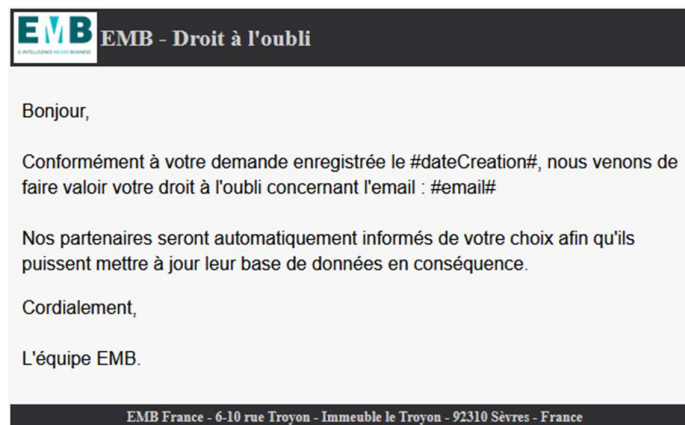 EMB
E-INTELLIGENCE MEANS BUSINESS
EMB - Droit à l'oubli
Bonjour,
Conformément à votre demande enregistrée le #dateCreation#, nous venons de
faire valoir votre droit à l'oubli concernant l'email : #email#
Nos partenaires seront automatiquement informés de votre choix afin qu'ils
puissent mettre à jour leur base de données en conséquence.
Cordialement,
L'équipe EMB.
EMB France - 6-10 rue Troyon - Immeuble le Troyon - 92310 Sèvres - France